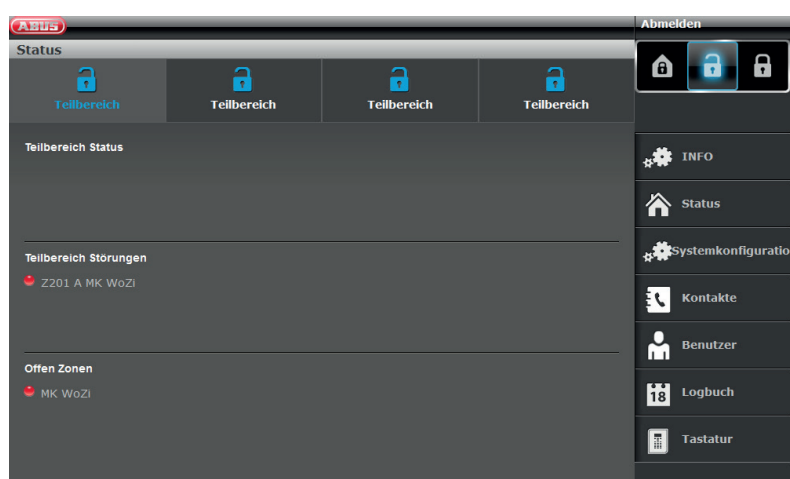 ABUS
Abmelden
Status
Teilbereich
Teilbereich
Teilbereich
Teilbereich
Teilbereich Status
Teilbereich Störungen
Z201 A MK WoZi
Offen Zonen
MK WoZi
INFO
Status
Systemkonfiguratio
Kontakte
Benutzer
18
Logbuch
Tastatur